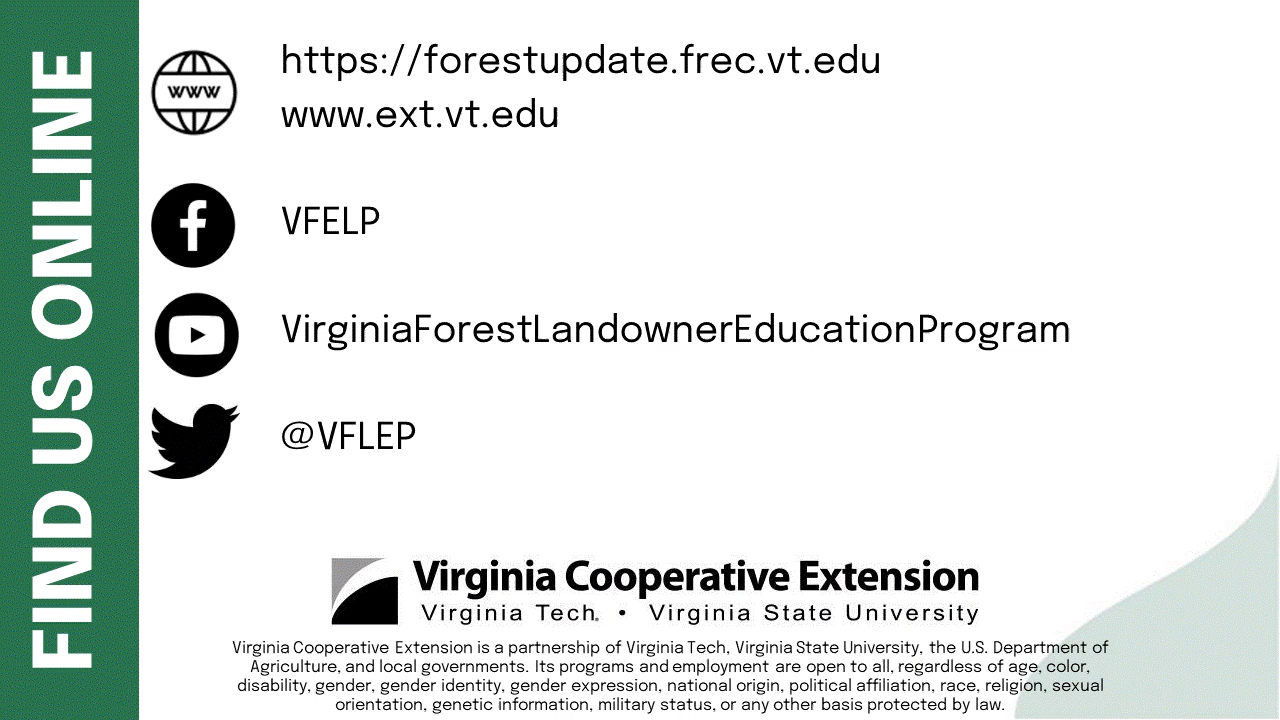 FIND US ONLINE
www
https://forestupdate.frec.vt.edu
www.ext.vt.edu
f
VFELP
VirginiaForestLandownerEducationProgram
@VFLEP
Virginia Cooperative Extension
Virginia Tech. • Virginia State University
Virginia Cooperative Extension is a partnership of Virginia Tech, Virginia State University, the U.S. Department of
Agriculture, and local governments. Its programs and employment are open to all, regardless of age, color,
disability, gender, gender identity, gender expression, national origin, political affiliation, race, religion, sexual
orientation, genetic information, military status, or any other basis protected by law.